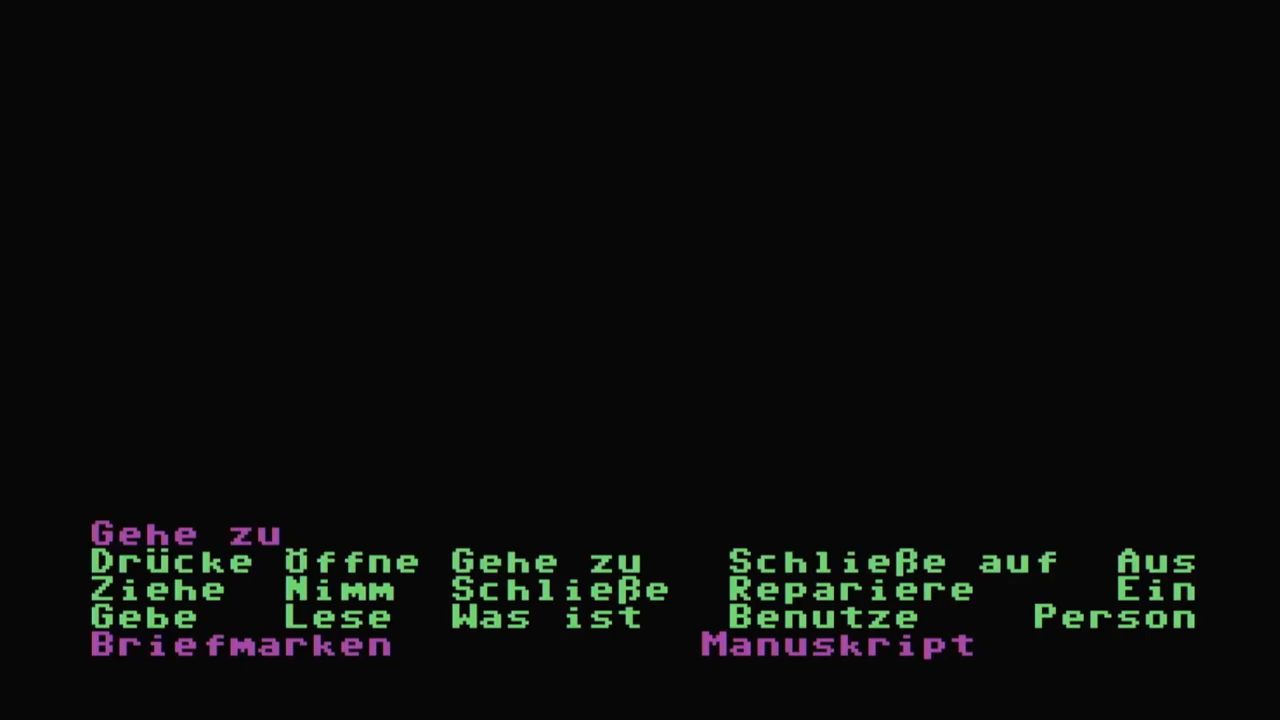 Gehe zu
Drücke Öffne Gehe zu Schließe auf Aus
Ziehe Nimm Schließe Repariere Ein
Gebe Lese Was ist Benutze Person
Briefmarken Manuskript